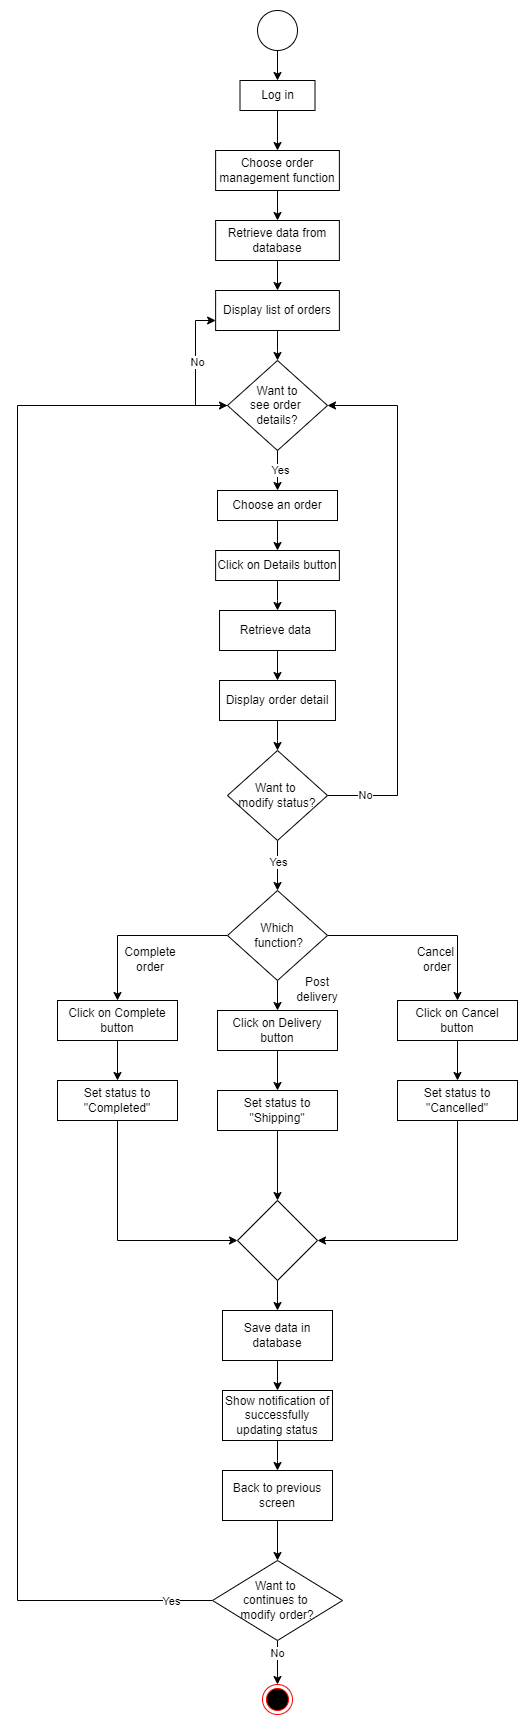 Log in
Choose order
management function
Retrieve data from
database
Display list of orders
No
Want to
see order
details?
Yes
Choose an order
Click on Details button
Retrieve data
Display order detail
Want to
modify status?
No
Yes
Which
function?
Complete
order
Post
delivery
Cancel
order
Click on Complete
button
Click on Delivery
button
Click on Cancel
button
Set status to
"Completed"
Set status to
"Shipping"
Set status to
"Cancelled"
Save data in
database
Show notification of
successfully
updating status
Back to previous
screen
Want to
continues to
modify order?
Yes
No